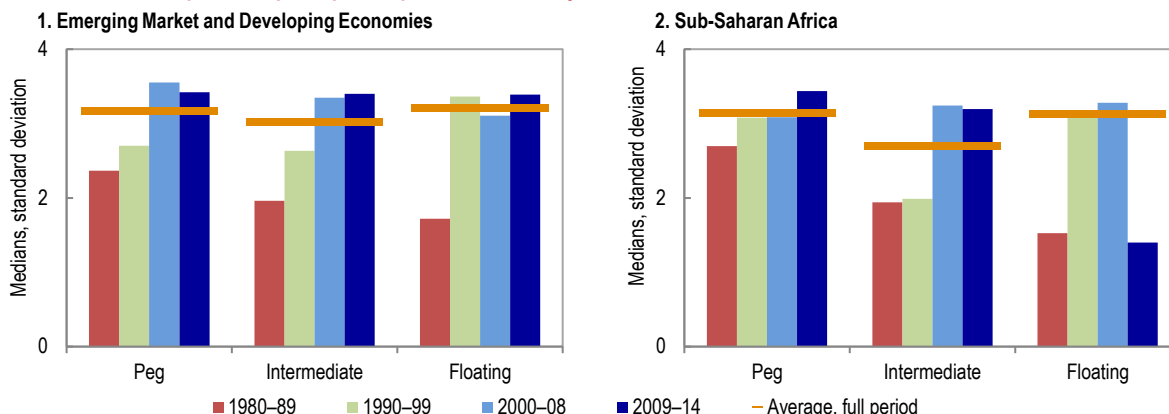 1. Emerging Market and Developing Economies
2. Sub-Saharan Africa
Medians, standard deviation
4
2
0
Peg
Intermediate
Floating
Medians, standard deviation
4
2
0
Peg
Intermediate
Floating
1980–89
1990–99
2000–08
2009–14
Average, full period